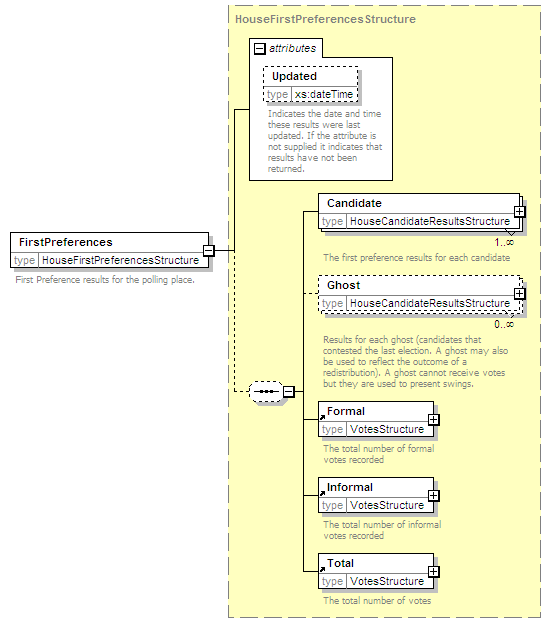 HouseFirstPreferencesStructure
attributes
Updated
type xs:dateTime
Indicates the date and time
these results were last
updated. If the attribute is
not supplied it indicates that
results have not been
returned.
FirstPreferences
type HouseFirstPreferencesStructure
First Preference results for the polling place.
Candidate
type HouseCandidateResultsStructure
1..∞
The first preference results for each candidate
Ghost
type HouseCandidateResultsStructure
0..∞
Results for each ghost (candidates that
contested the last election. A ghost may also
be used to reflect the outcome of a
redistribution). A ghost cannot receive votes
but they are used to present swings.
Formal
type VotesStructure
The total number of formal
votes recorded
Informal
type VotesStructure
The total number of informal
votes recorded
Total
type VotesStructure
The total number of votes